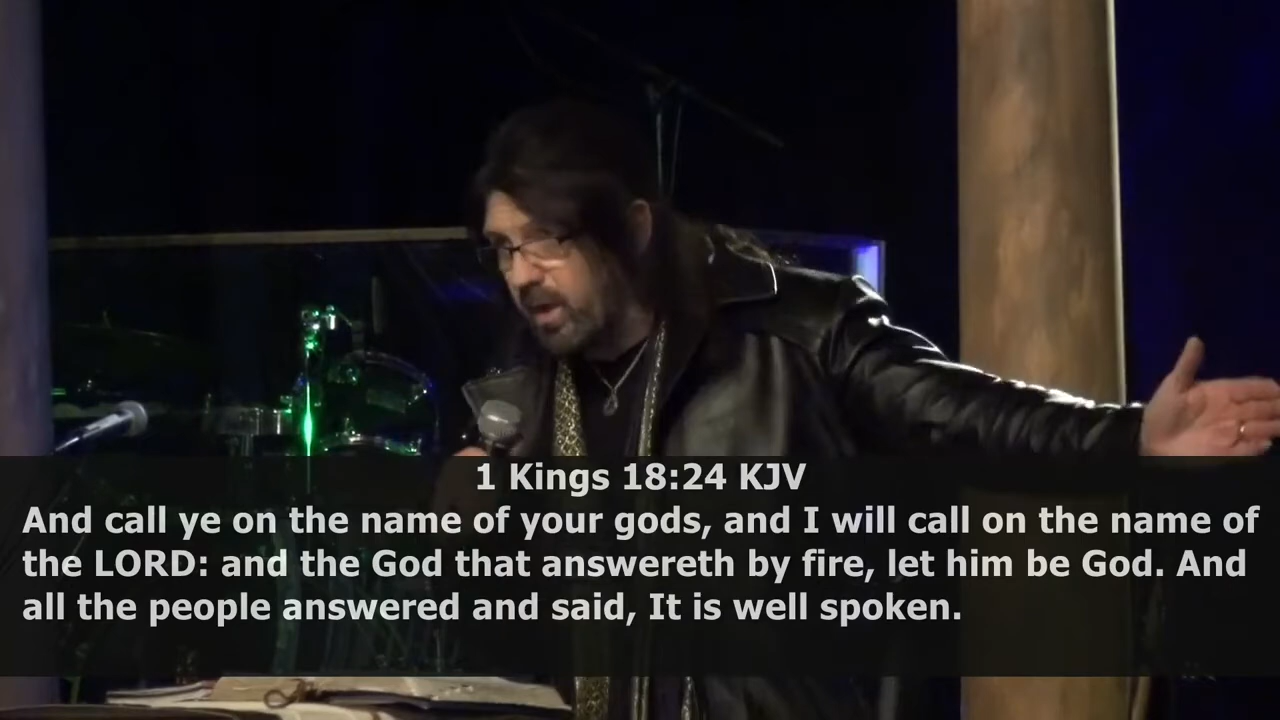 1 Kings 18:24 KJV
And call ye on the name of your gods, and I will call on the name of
the LORD: and the God that answereth by fire, let him be God. And
all the people answered and said, It is well spoken.